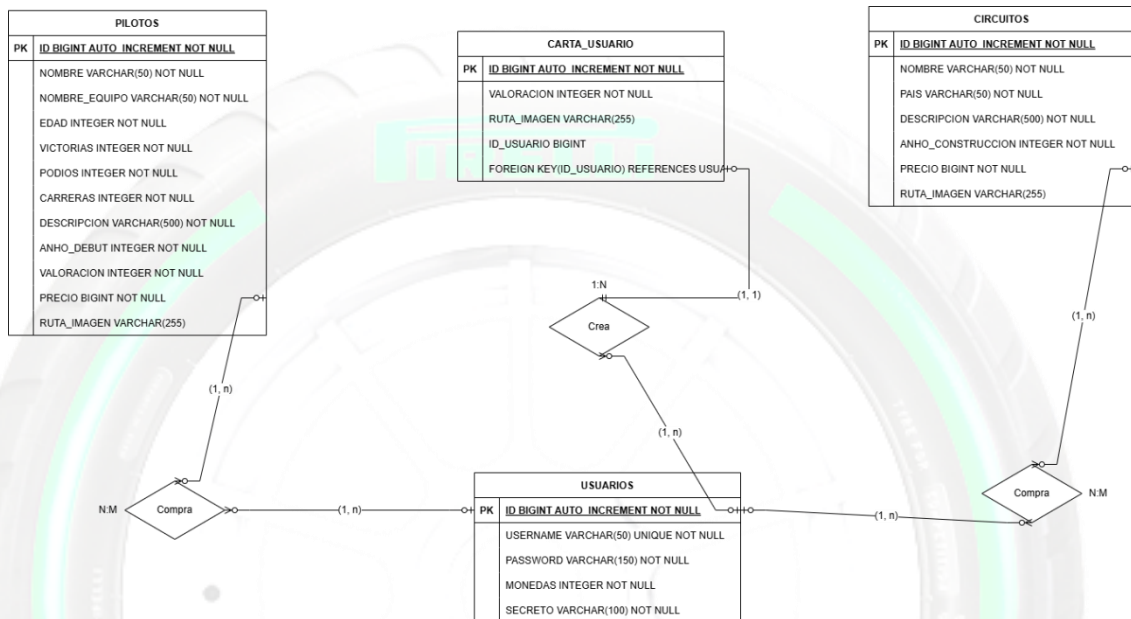 PILOTOS
PK ID BIGINT AUTO_INCREMENT NOT NULL
NOMBRE VARCHAR(50) NOT NULL
NOMBRE_EQUIPO VARCHAR(50) NOT NULL
EDAD INTEGER NOT NULL
VICTORIAS INTEGER NOT NULL
PODIOS INTEGER NOT NULL
CARRERAS INTEGER NOT NULL
DESCRIPCION VARCHAR(500) NOT NULL
ANHO_DEBUT INTEGER NOT NULL
VALORACION INTEGER NOT NULL
PRECIO BIGINT NOT NULL
RUTA_IMAGEN VARCHAR(255)
CARTA_USUARIO
PK ID BIGINT AUTO_INCREMENT NOT NULL
VALORACION INTEGER NOT NULL
RUTA_IMAGEN VARCHAR(255)
ID_USUARIO BIGINT
FOREIGN KEY(ID_USUARIO) REFERENCES USUA
CIRCUITOS
PK ID BIGINT AUTO_INCREMENT NOT NULL
NOMBRE VARCHAR(50) NOT NULL
PAIS VARCHAR(50) NOT NULL
DESCRIPCION VARCHAR(500) NOT NULL
ANHO_CONSTRUCCION INTEGER NOT NULL
PRECIO BIGINT NOT NULL
RUTA_IMAGEN VARCHAR(255)
PIRELLI
1:N
(1, 1)
Crea
(1, n)
(1, n)
(1, n)
N:M
Compra
(1, n)
(1, n)
Compra
N:M
USUARIOS
PK ID BIGINT AUTO_INCREMENT NOT NULL
USERNAME VARCHAR(50) UNIQUE NOT NULL
PASSWORD VARCHAR(150) NOT NULL
MONEDAS INTEGER NOT NULL
SECRETO VARCHAR(100) NOT NULL